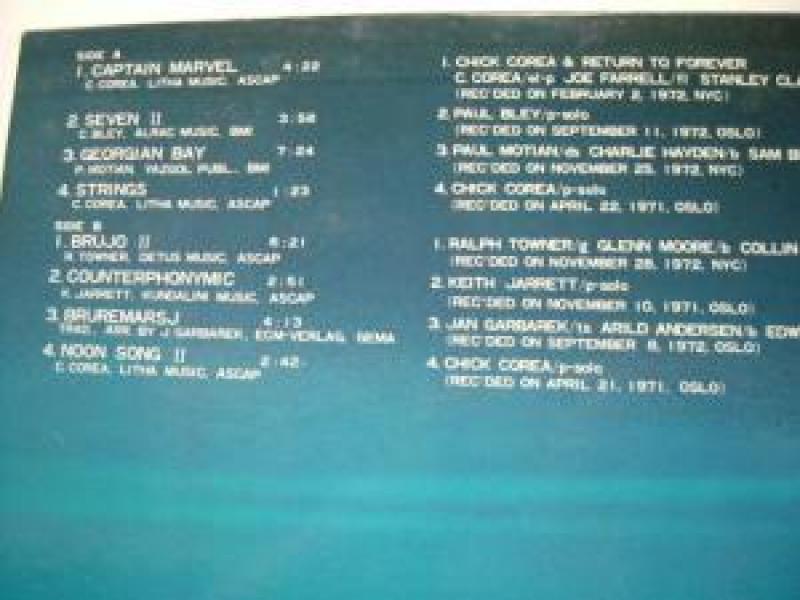 SIDE A
1. CAPTAIN MARVEL 4:22
C. COREA, LITHA MUSIC, ASCAP
2. SEVEN II 3:58
C. BLEY, ALRAC MUSIC, BMI
3. GEORGIAN BAY 7:24
P. MOTIAN, YAZGOL PUBL., BMI
4. STRINGS 1:23
C. COREA, LITHA MUSIC, ASCAP
SIDE B
1. BRUJO II 6:21
R. TOWNER, DETUS MUSIC, ASCAP
2. COUNTERPHONYMIC 2:51
K. JARRETT, KUNDALINI MUSIC, ASCAP
3. BRUREMARSJ 4:13
TRAD., ARR. BY J GARBAREK, ECM-VERLAG, GEMA
4. NOON SONG II 2:42
C. COREA, LITHA MUSIC, ASCAP
1. CHICK COREA & RETURN TO FOREVER
C. COREA/el-p JOE FARRELL/fl STANLEY CLA
(REC'DED ON FEBRUARY 2, 1972, NYC)
2. PAUL BLEY/p-solo
(REC'DED ON SEPTEMBER 11, 1972, OSLO)
3. PAUL MOTIAN/ds CHARLIE HAYDEN/b SAM B
(REC'DED ON NOVEMBER 25, 1972, NYC)
4. CHICK COREA/p-solo
(REC'DED ON APRIL 22, 1971, OSLO)
1. RALPH TOWNER/g GLENN MOORE/b COLLIN
(REC'DED ON NOVEMBER 28, 1972, NYC)
2. KEITH JARRETT/p-solo
(REC'DED ON NOVEMBER 10, 1971, OSLO)
3. JAN GARBAREK/ts ARILD ANDERSEN/b EDW
(REC'DED ON SEPTEMBER 8, 1972, OSLO)
4. CHICK COREA/p-solo
(REC'DED ON APRIL 21, 1971, OSLO)